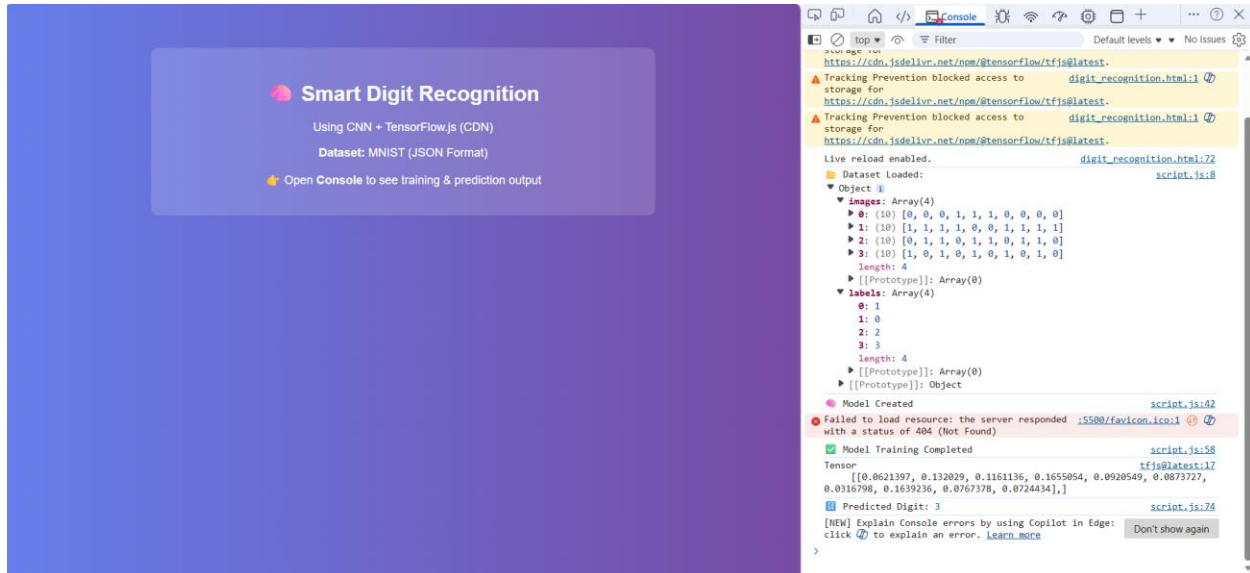 🧠 Smart Digit Recognition
Using CNN + TensorFlow.js (CDN)
Dataset: MNIST (JSON Format)
👉 Open Console to see training & prediction output
Console
top ▾ Filter Default levels ▾ ▾ No Issues
storage for
https://cdn.jsdelivr.net/npm/@tensorflow/tfjs@latest.
Tracking Prevention blocked access to digit_recognition.html:1
storage for
https://cdn.jsdelivr.net/npm/@tensorflow/tfjs@latest.
Tracking Prevention blocked access to digit_recognition.html:1
storage for
https://cdn.jsdelivr.net/npm/@tensorflow/tfjs@latest.
Live reload enabled. digit_recognition.html:72
📁 Dataset Loaded: script.js:8
▼ Object i
▼ images: Array(4)
▶ 0: (10) [0, 0, 0, 1, 1, 1, 0, 0, 0, 0]
▶ 1: (10) [1, 1, 1, 1, 0, 0, 1, 1, 1, 1]
▶ 2: (10) [0, 1, 1, 0, 1, 1, 0, 1, 1, 0]
▶ 3: (10) [1, 0, 1, 0, 1, 0, 1, 0, 1, 0]
length: 4
▶ [[Prototype]]: Array(0)
▼ labels: Array(4)
0: 1
1: 0
2: 2
3: 3
length: 4
▶ [[Prototype]]: Array(0)
▶ [[Prototype]]: Object
🧠 Model Created script.js:42
Failed to load resource: the server responded :5500/favicon.ico:1
with a status of 404 (Not Found)
✅ Model Training Completed script.js:58
Tensor tfjs@latest:17
[[0.0621397, 0.132029, 0.1161136, 0.1655054, 0.0920549, 0.0873727,
0.0316798, 0.1639236, 0.0767378, 0.0724434],]
🔢 Predicted Digit: 3 script.js:74
[NEW] Explain Console errors by using Copilot in Edge:
click to explain an error. Learn more
Don't show again